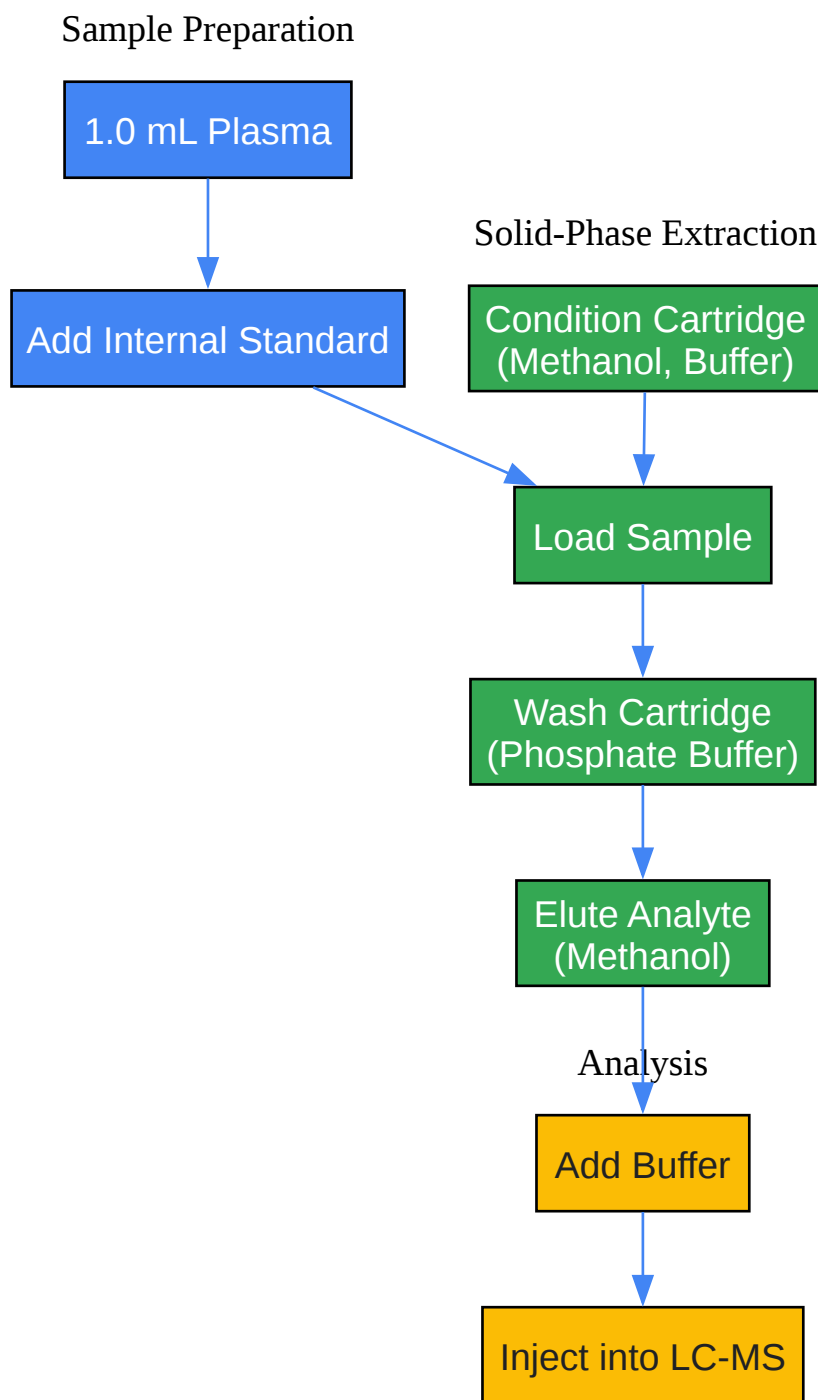 Sample Preparation
1.0 mL Plasma
Add Internal Standard
Solid-Phase Extraction
Condition Cartridge
(Methanol, Buffer)
Load Sample
Wash Cartridge
(Phosphate Buffer)
Elute Analyte
(Methanol)
Analysis
Add Buffer
Inject into LC-MS